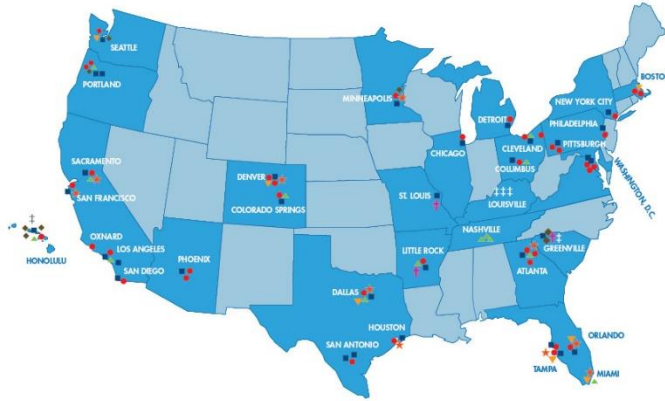 SEATTLE
PORTLAND
SACRAMENTO
SAN FRANCISCO
HONOLULU
OXNARD
LOS ANGELES
SAN DIEGO
PHOENIX
DENVER
COLORADO SPRINGS
DALLAS
SAN ANTONIO
HOUSTON
MINNEAPOLIS
ST. LOUIS
LITTLE ROCK
CHICAGO
DETROIT
CLEVELAND
COLUMBUS
LOUISVILLE
NASHVILLE
GREENVILLE
ATLANTA
ORLANDO
TAMPA
MIAMI
BOSTO
NEW YORK CITY
PHILADELPHIA
PITTSBURGH
WASHINGTON, D.C.